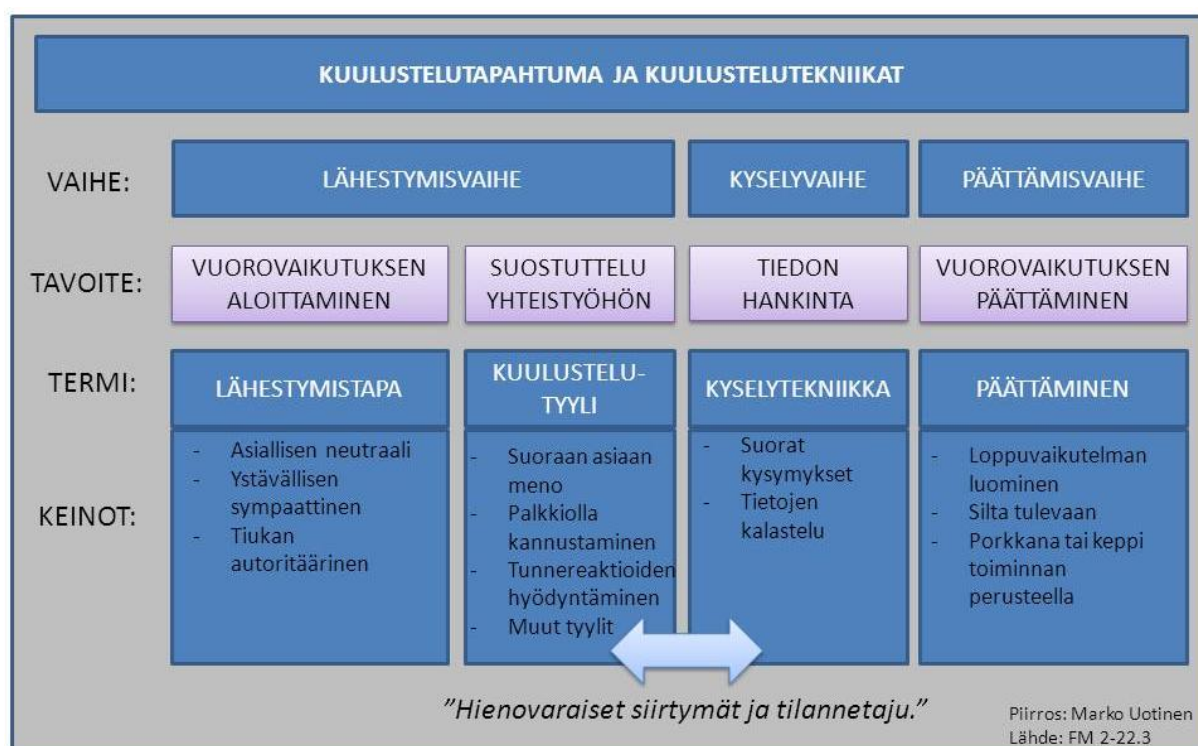 KUULUSTELUTAPAHTUMA JA KUULUSTELUTEKNIIKAT
VAIHE:
LÄHESTYMISVAIHE
KYSELYVAIHE
PÄÄTTÄMISVAIHE
TAVOITE:
VUOROVAIKUTUKSEN
ALOITTAMINEN
SUOSTUTTELU
YHTEISTYÖHÖN
TIEDON
HANKINTA
VUOROVAIKUTUKSEN
PÄÄTTÄMINEN
TERMI:
LÄHESTYMISTAPA
KUULUSTELU-
TYYLI
KYSELYTEKNIIKKA
PÄÄTTÄMINEN
KEINOT:
- Asiallisen neutraali
- Ystävällisen
sympaattinen
- Tiukan
autoritäärinen
- Suoraan asiaan
meno
- Palkkiolla
kannustaminen
- Tunnereaktioiden
hyödyntäminen
- Muut tyylit
- Suorat
kysymykset
- Tietojen
kalastelu
- Loppuvaikutelman
luominen
- Silta tulevaan
- Porkkana tai keppi
toiminnan
perusteella
”Hienovaraiset siirtymät ja tilannetaju.”
Piirros: Marko Uotinen
Lähde: FM 2-22.3